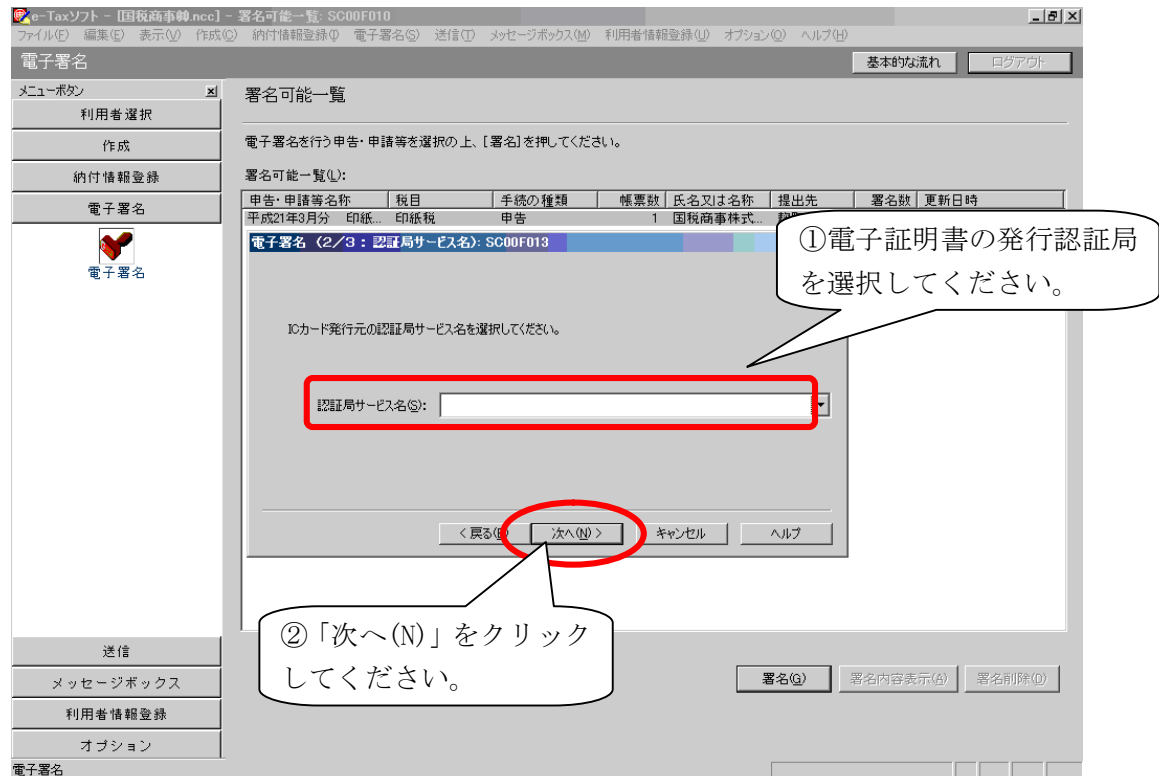 e-Taxソフト - [国税商事㈱.ncc] - 署名可能一覧: SC00F010
ファイル(F) 編集(E) 表示(V) 作成(C) 納付情報登録(I) 電子署名(S) 送信(T) メッセージボックス(M) 利用者情報登録(U) オプション(O) ヘルプ(H)
電子署名
基本的な流れ
ログアウト
メニューボタン
利用者選択
作成
納付情報登録
電子署名
電子署名
署名可能一覧
電子署名を行う申告・申請等を選択の上、[署名]を押してください。
署名可能一覧(L):
申告・申請等名称 税目 手続の種類 帳票数 氏名又は名称 提出先 署名数 更新日時
平成21年3月分 印紙... 印紙税 申告 1 国税商事株式...
電子署名 (2/3:認証局サービス名): SC00F013
①電子証明書の発行認証局
を選択してください。
ICカード発行元の認証局サービス名を選択してください。
認証局サービス名(S):
< 戻る(B)
次へ(N) >
キャンセル
ヘルプ
②「次へ(N)」をクリック
してください。
署名(G)
署名内容表示(A)
署名削除(D)
送信
メッセージボックス
利用者情報登録
オプション
電子署名